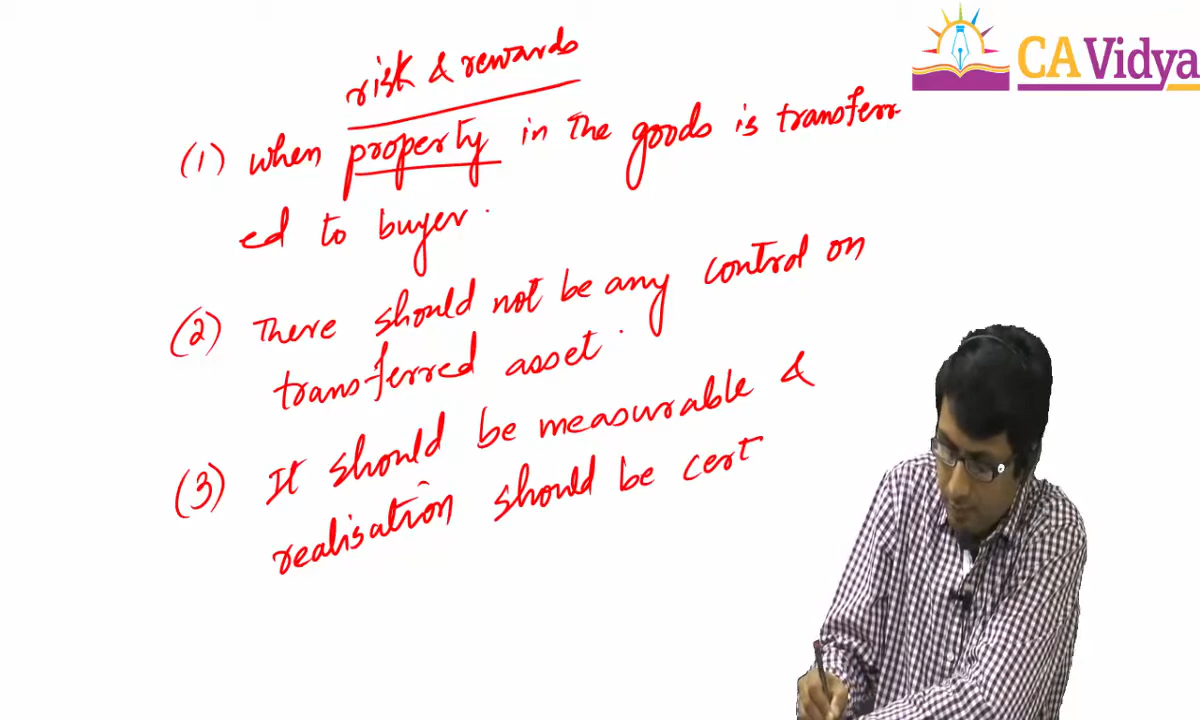 CA Vidya
risk & rewards
(1) when property in the goods is transferr
ed to buyer.
(2) There should not be any control on
transferred asset.
(3) It should be measurable &
realisation should be cert